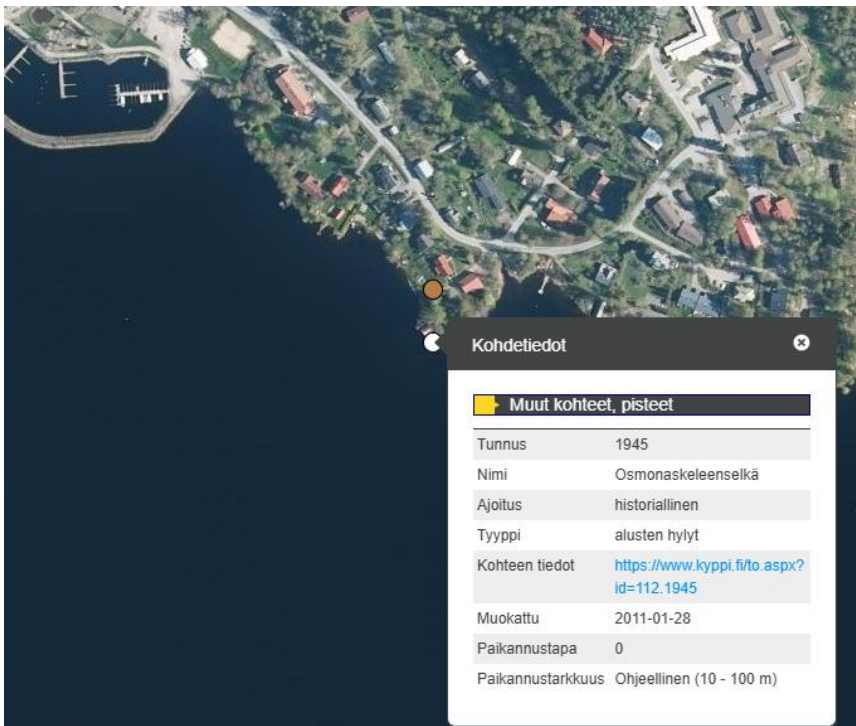 Kohdetiedot
Muut kohteet, pisteet
Tunnus 1945
Nimi Osmonaskeleenselkä
Ajoitus historiallinen
Tyyppi alusten hylyt
Kohteen tiedot https://www.kyppi.fi/to.aspx?
id=112.1945
Muokattu 2011-01-28
Paikannustapa 0
Paikannustarkkuus Ohjeellinen (10 - 100 m)